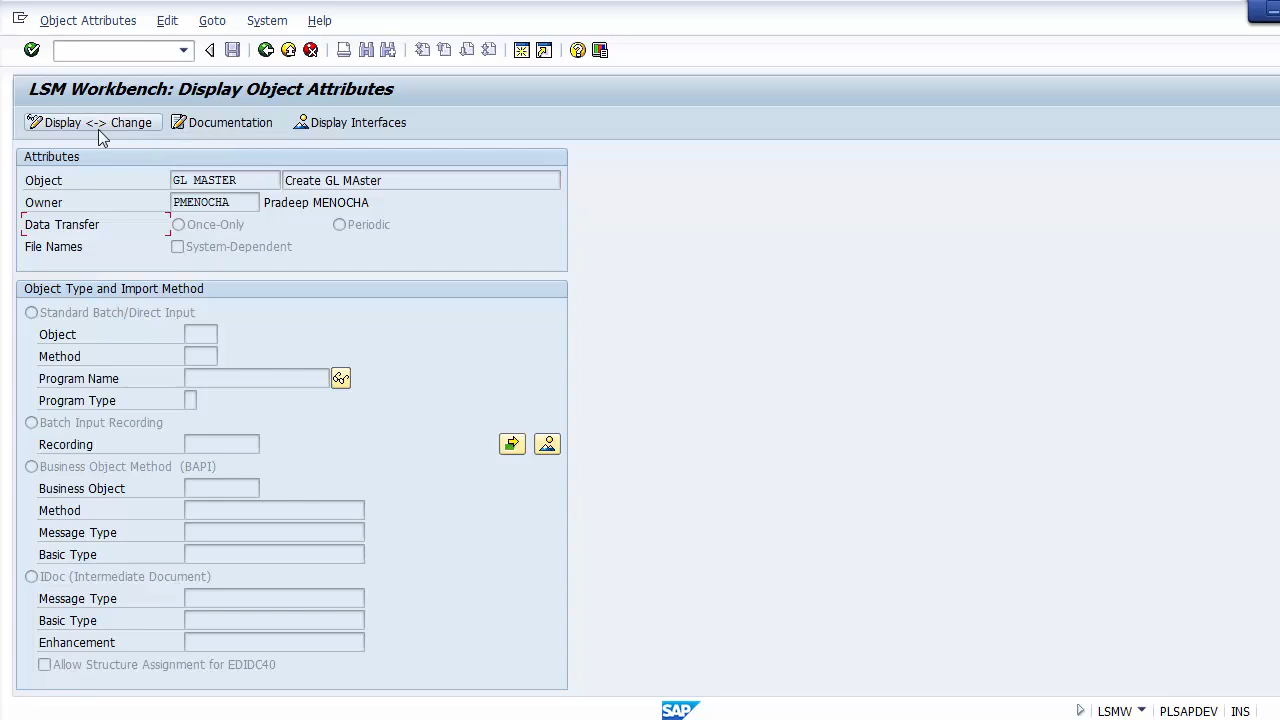 Object Attributes Edit Goto System Help
LSM Workbench: Display Object Attributes
Display <-> Change Documentation Display Interfaces
Attributes
Object GL MASTER Create GL MAster
Owner PMENOCHA Pradeep MENOCHA
Data Transfer Once-Only Periodic
File Names System-Dependent
Object Type and Import Method
Standard Batch/Direct Input
Object
Method
Program Name
Program Type
Batch Input Recording
Recording
Business Object Method (BAPI)
Business Object
Method
Message Type
Basic Type
IDoc (Intermediate Document)
Message Type
Basic Type
Enhancement
Allow Structure Assignment for EDIDC40
SAP LSMW PLSAPDEV INS